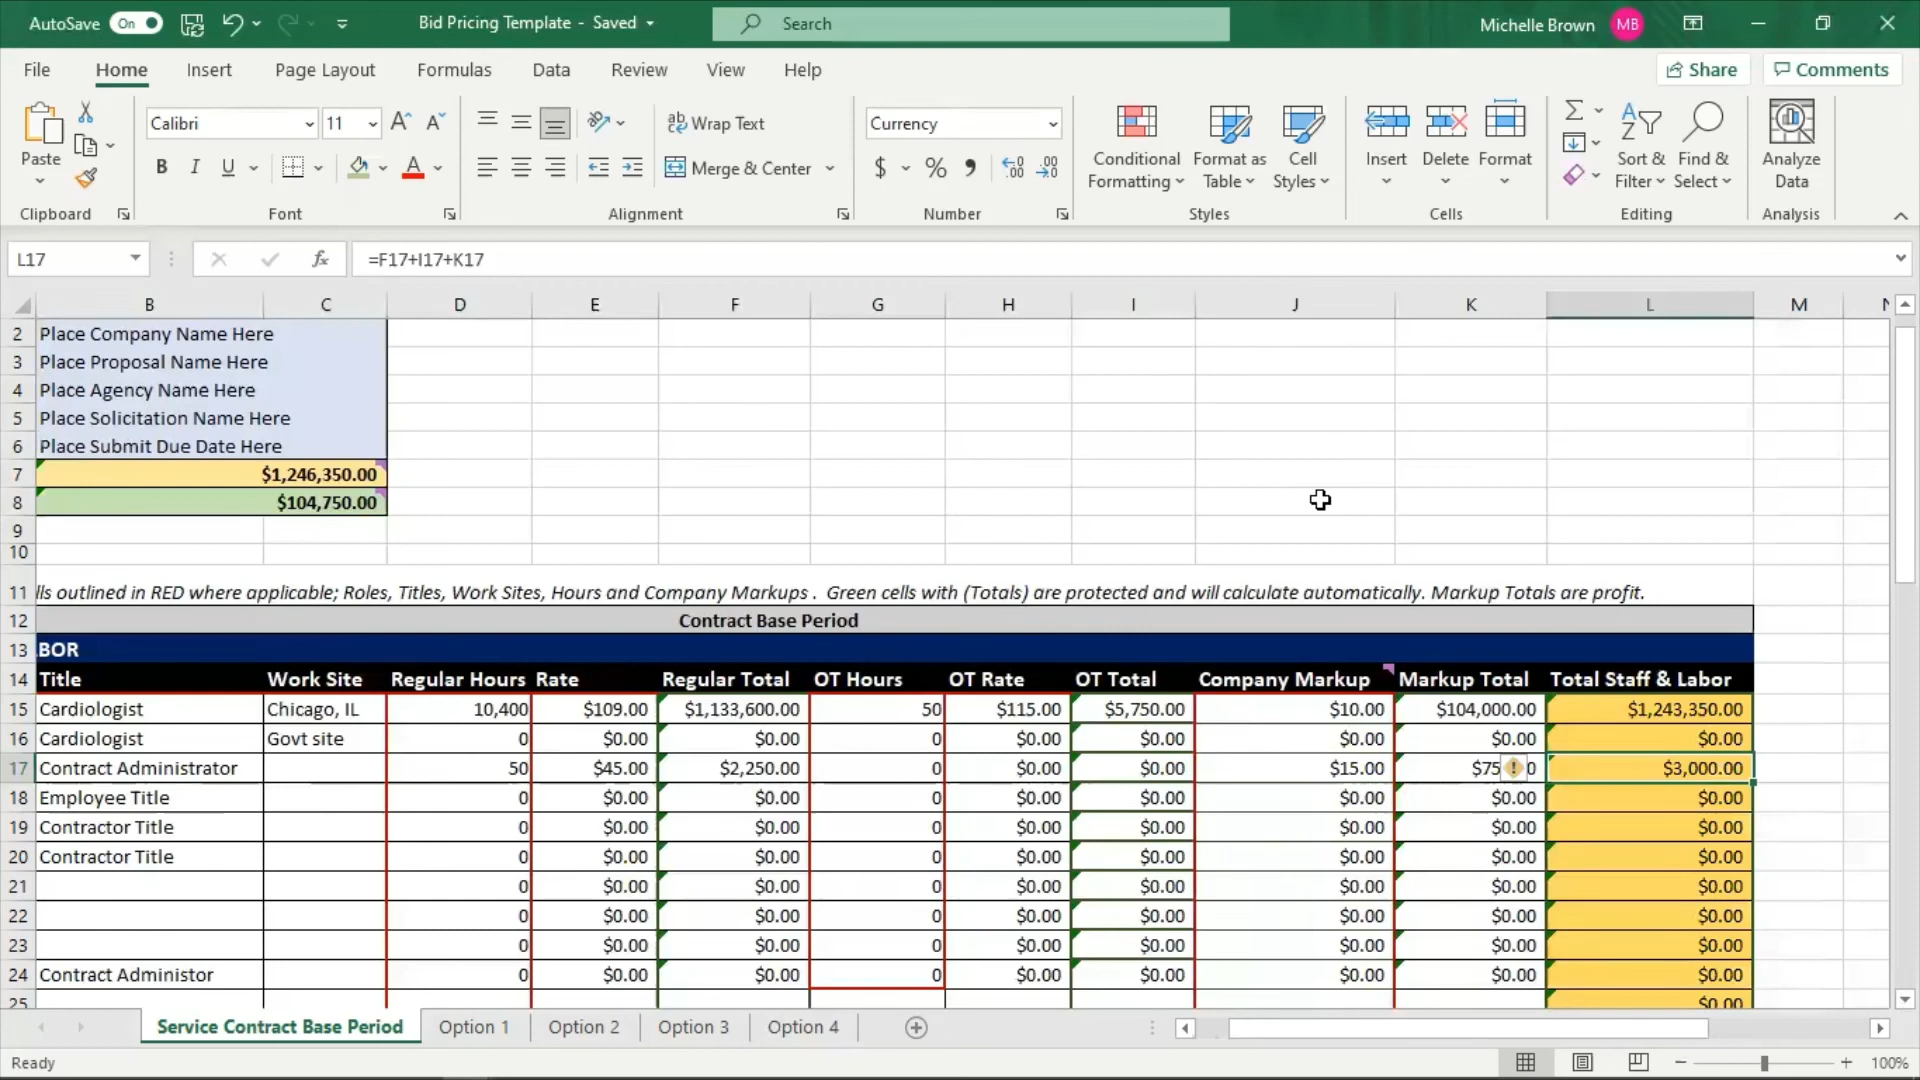 AutoSave On Bid Pricing Template - Saved Search Michelle Brown MB
File Home Insert Page Layout Formulas Data Review View Help Share Comments
Paste Calibri 11 Wrap Text Currency Conditional Formatting Format as Table Cell Styles Insert Delete Format Sort & Filter Find & Select Analyze Data
B I U A Merge & Center $ % ,
Clipboard Font Alignment Number Styles Cells Editing Analysis
L17 fx =F17+I17+K17
B C D E F G H I J K L M
2 Place Company Name Here
3 Place Proposal Name Here
4 Place Agency Name Here
5 Place Solicitation Name Here
6 Place Submit Due Date Here
7 $1,246,350.00
8 $104,750.00
9
10
11 lls outlined in RED where applicable; Roles, Titles, Work Sites, Hours and Company Markups . Green cells with (Totals) are protected and will calculate automatically. Markup Totals are profit.
12 Contract Base Period
13 BOR
14 Title Work Site Regular Hours Rate Regular Total OT Hours OT Rate OT Total Company Markup Markup Total Total Staff & Labor
15 Cardiologist Chicago, IL 10,400 $109.00 $1,133,600.00 50 $115.00 $5,750.00 $10.00 $104,000.00 $1,243,350.00
16 Cardiologist Govt site 0 $0.00 $0.00 0 $0.00 $0.00 $0.00 $0.00 $0.00
17 Contract Administrator 50 $45.00 $2,250.00 0 $0.00 $0.00 $15.00 $75 0 $3,000.00
18 Employee Title 0 $0.00 $0.00 0 $0.00 $0.00 $0.00 $0.00 $0.00
19 Contractor Title 0 $0.00 $0.00 0 $0.00 $0.00 $0.00 $0.00 $0.00
20 Contractor Title 0 $0.00 $0.00 0 $0.00 $0.00 $0.00 $0.00 $0.00
21 0 $0.00 $0.00 0 $0.00 $0.00 $0.00 $0.00 $0.00
22 0 $0.00 $0.00 0 $0.00 $0.00 $0.00 $0.00 $0.00
23 0 $0.00 $0.00 0 $0.00 $0.00 $0.00 $0.00 $0.00
24 Contract Administor 0 $0.00 $0.00 0 $0.00 $0.00 $0.00 $0.00 $0.00
25 $0.00
Service Contract Base Period Option 1 Option 2 Option 3 Option 4
Ready 100%